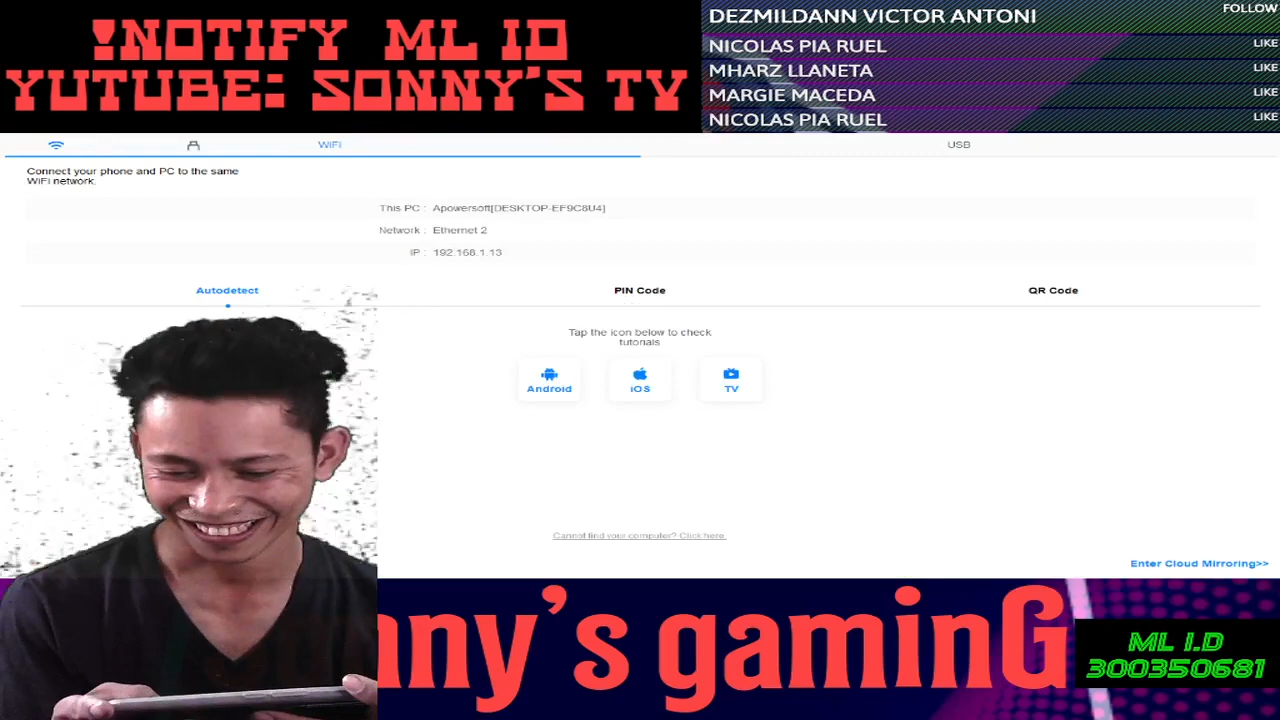 !NOTIFY ML ID
YUTUBE: SONNY'S TV
DEZMILDANN VICTOR ANTONI FOLLOW
NICOLAS PIA RUEL LIKE
MHARZ LLANETA LIKE
MARGIE MACEDA LIKE
NICOLAS PIA RUEL LIKE
WiFi USB
Connect your phone and PC to the same
WiFi network.
This PC : Apowersoft[DESKTOP-EF9C8U4]
Network : Ethernet 2
IP : 192.168.1.13
Autodetect PIN Code QR Code
Tap the icon below to check
tutorials
Android iOS TV
Cannot find your computer? Click here.
Enter Cloud Mirroring>>
nny's gaminG
ML I.D
300350681